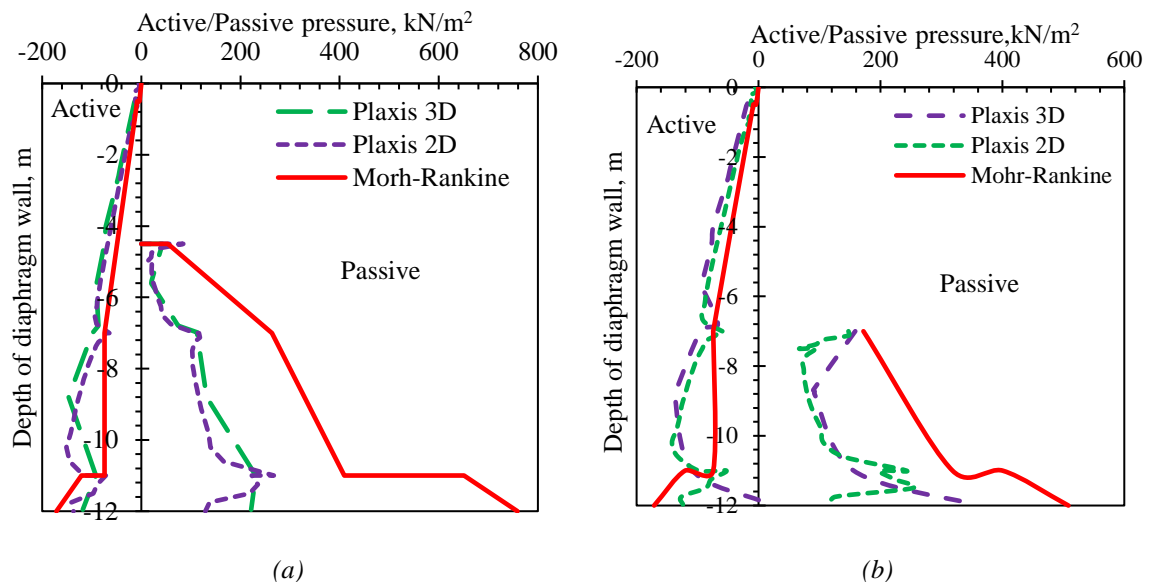 Active/Passive pressure, kN/m2
-200 0 200 400 600 800
0
Active
Plaxis 3D
Plaxis 2D
Morh-Rankine
-2
-4
-6
-8
-10
-12
Passive
Depth of diaphragm wall, m
(a)
Active/Passive pressure,kN/m2
-200 0 200 400 600
0
Active
Plaxis 3D
Plaxis 2D
Mohr-Rankine
-2
-4
-6
-8
-10
-12
Passive
Depth of diaphragm wall, m
(b)